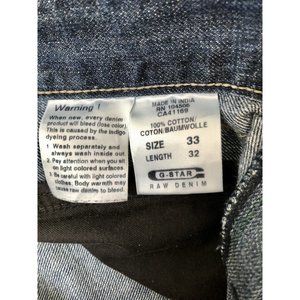 Warning !
When new, every denim
product will bleed (lose color).
This is caused by the indigo
dyeing process.
1 Wash separately and
always wash inside out.
2. Pay attention when you sit
on light colored surfaces.
3. Be careful with light colored
clothes. Body warmth may
cause raw denim to bleed.
MADE IN INDIA
RN 104506
CA41169
100% COTTON/
COTON/BAUMWOLLE
SIZE 33
LENGTH 32
G-STAR
RAW DENIM